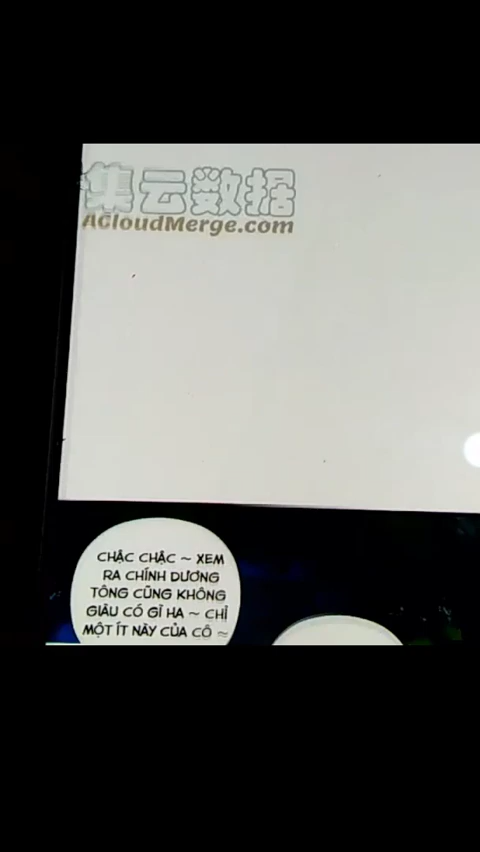 集云数据
ACloudMerge.com
CHẬC CHẬC ~ XEM
RA CHÍNH DƯƠNG
TÔNG CŨNG KHÔNG
GIÀU CÓ GÌ HA ~ CHỈ
MỘT ÍT NÀY CỦA CÔ ~